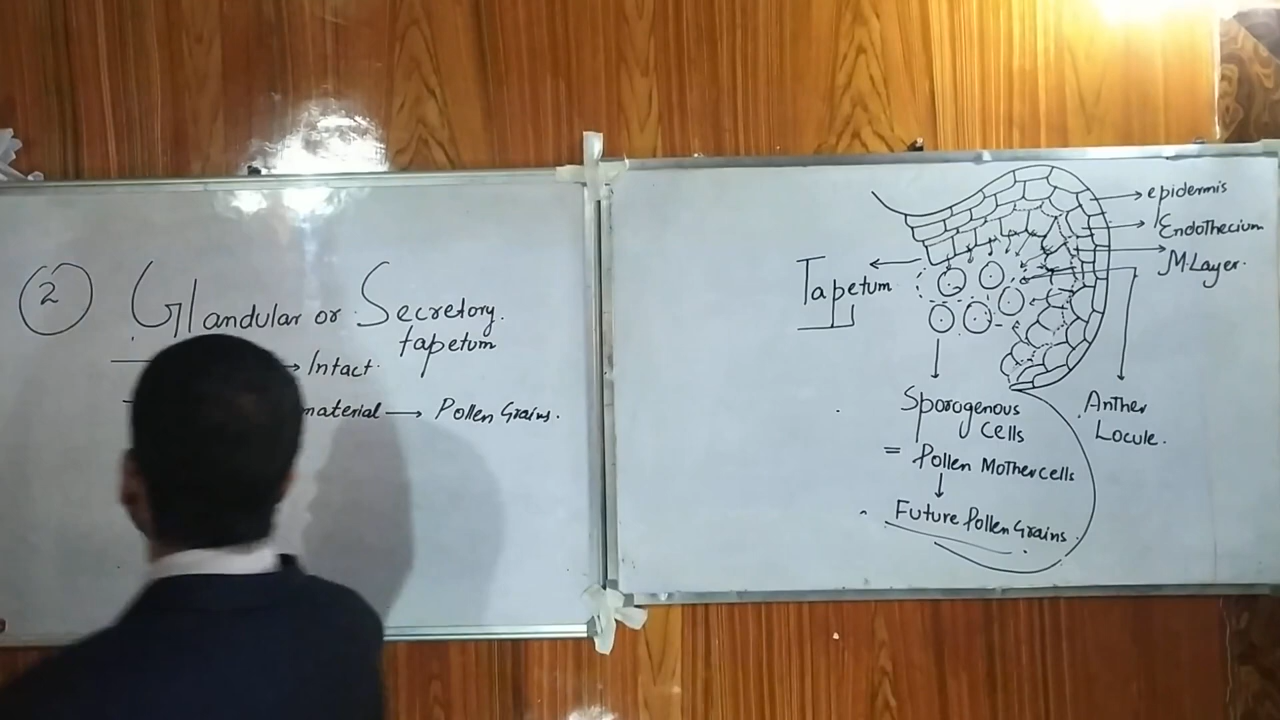 2
Glandular or Secretory
tapetum
→ Intact.
material → Pollen Grains.
epidermis
Endothecium
M.Layer.
Tapetum
Sporogenous
Cells
= Pollen Mothercells
↓
Future Pollen Grains.
Anther
Locule.